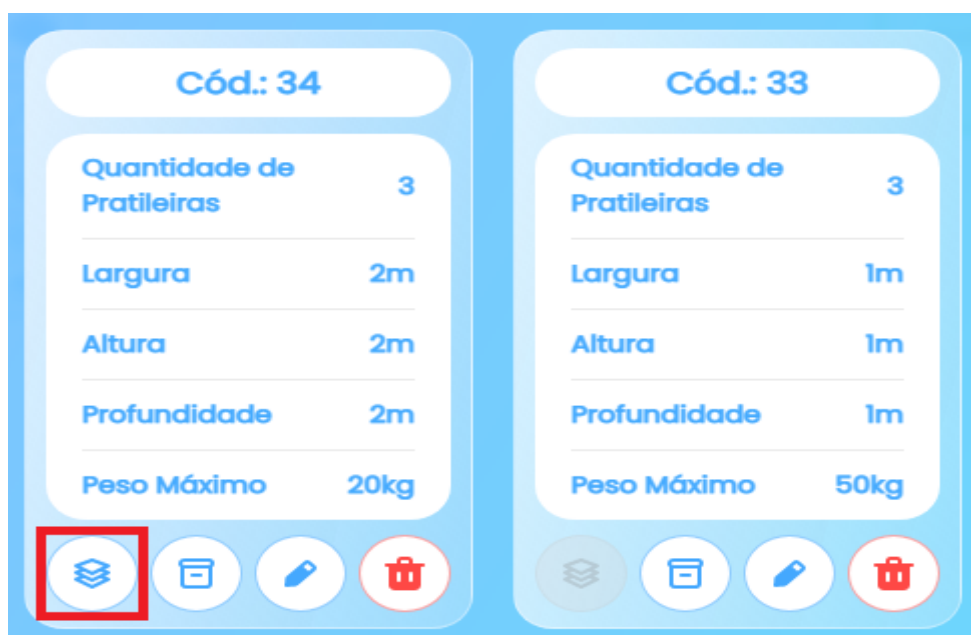 Cód.: 34
Quantidade de
Pratileiras
3
Largura 2m
Altura 2m
Profundidade 2m
Peso Máximo 20kg
Cód.: 33
Quantidade de
Pratileiras
3
Largura 1m
Altura 1m
Profundidade 1m
Peso Máximo 50kg